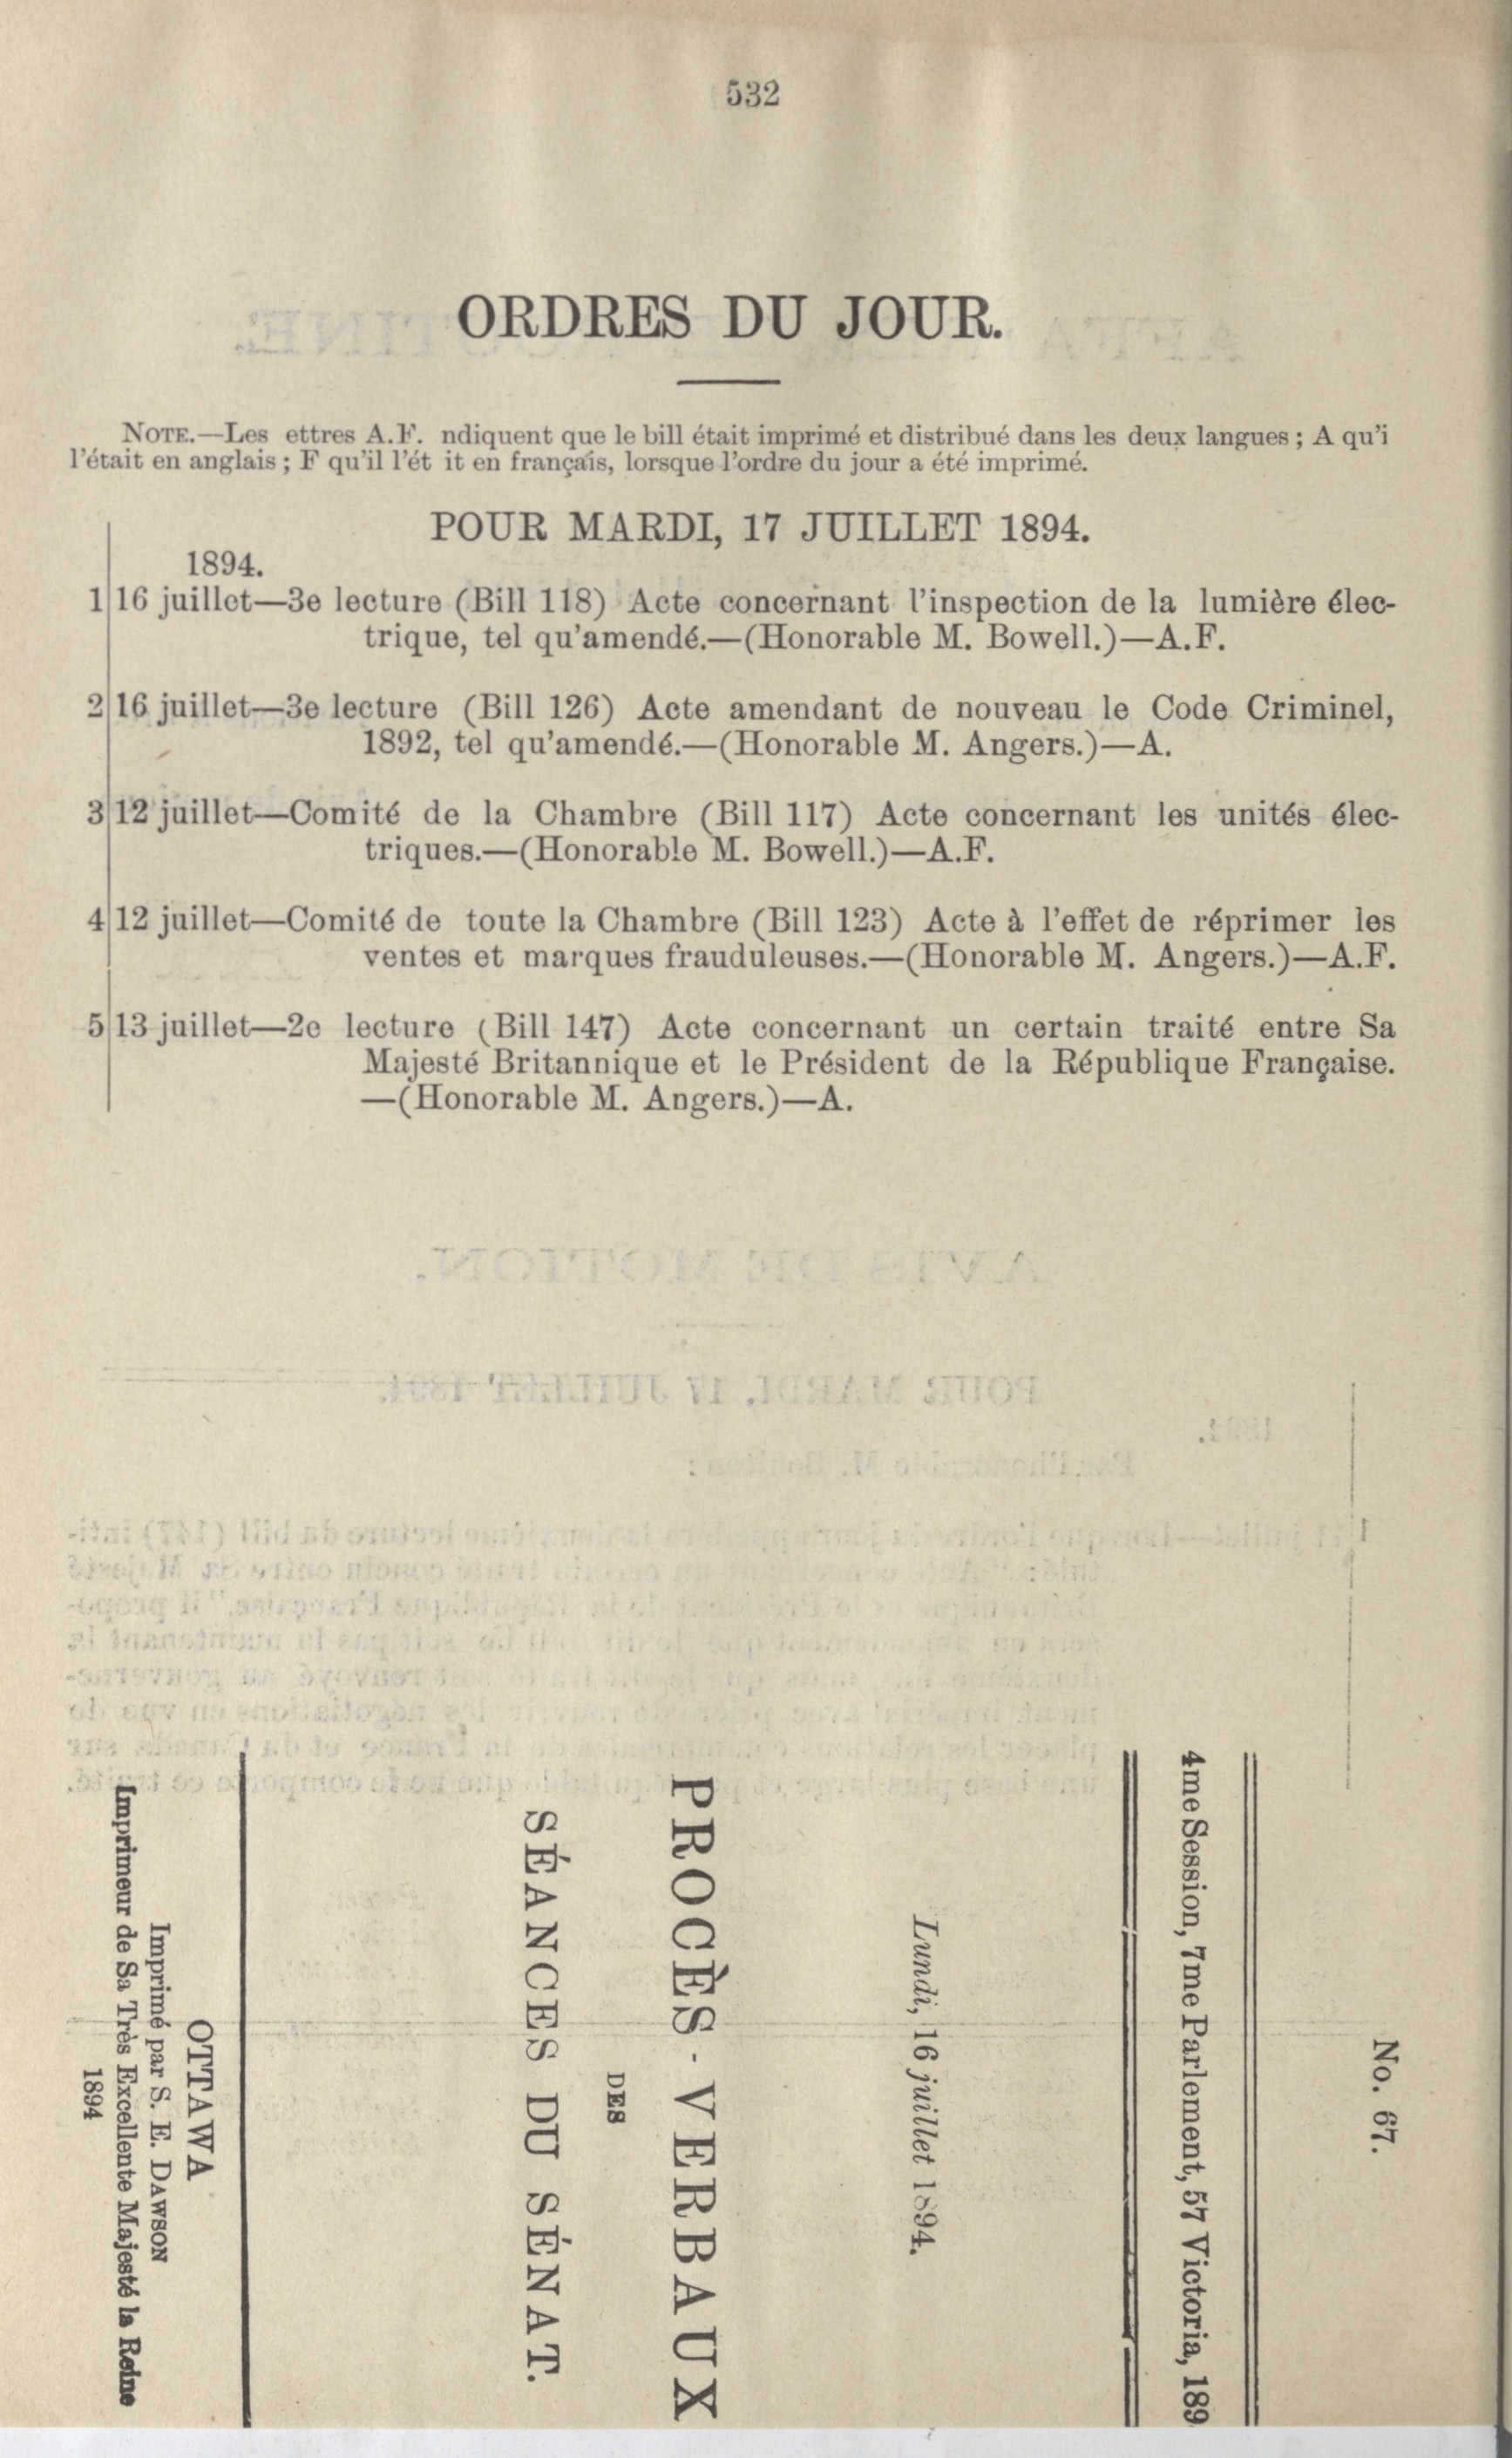 532
ORDRES DU JOUR.
NOTE.—Les ettres A.F. ndiquent que le bill était imprimé et distribué dans les deux langues ; A qu'i
l'était en anglais ; F qu'il l'ét it en français, lorsque l'ordre du jour a été imprimé.
POUR MARDI, 17 JUILLET 1894.
1894.
1 16 juillet—3e lecture (Bill 118) Acte concernant l'inspection de la lumière élec-
trique, tel qu'amendé.—(Honorable M. Bowell.)—A.F.
2 16 juillet—3e lecture (Bill 126) Acte amendant de nouveau le Code Criminel,
1892, tel qu'amendé.—(Honorable M. Angers.)—A.
3 12 juillet—Comité de la Chambre (Bill 117) Acte concernant les unités élec-
triques.—(Honorable M. Bowell.)—A.F.
4 12 juillet—Comité de toute la Chambre (Bill 123) Acte à l'effet de réprimer les
ventes et marques frauduleuses.—(Honorable M. Angers.)—A.F.
5 13 juillet—2e lecture (Bill 147) Acte concernant un certain traité entre Sa
Majesté Britannique et le Président de la République Française.
—(Honorable M. Angers.)—A.
No. 67.
4me Session, 7me Parlement, 57 Victoria, 189
Lundi, 16 juillet 1894.
PROCÈS-VERBAUX
DES
SÉANCES DU SÉNAT.
OTTAWA
Imprimé par S. E. DAWSON
Imprimeur de Sa Très Excellente Majesté la Reine
1894